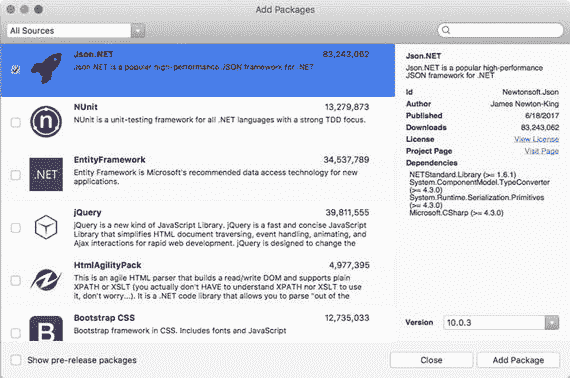 Add Packages
All Sources
Json.NET 83,243,062
Json.NET is a popular high-performance JSON framework for .NET
NUnit 13,279,873
NUnit is a unit-testing framework for all .NET languages with a strong TDD focus.
.NET
EntityFramework 34,537,789
Entity Framework is Microsoft's recommended data access technology for new
applications.
jQuery 39,811,555
jQuery is a new kind of JavaScript Library. jQuery is a fast and concise JavaScript
Library that simplifies HTML document traversing, event handling, animating, and
Ajax interactions for rapid web development. jQuery is designed to change the
HtmlAgilityPack 4,977,395
This is an agile HTML parser that builds a read/write DOM and supports plain
XPATH or XSLT (you actually don't HAVE to understand XPATH nor XSLT to use
it, don't worry...). It is a .NET code library that allows you to parse "out of the
B
Bootstrap CSS 12,735,033
Bootstrap framework in CSS. Includes fonts and JavaScript
Json.NET
Json.NET is a popular high-performance
JSON framework for .NET
Id Newtonsoft.Json
Author James Newton-King
Published 6/18/2017
Downloads 83,243,062
License View License
Project Page Visit Page
Dependencies
NETStandard.Library (>= 1.6.1)
System.ComponentModel.TypeConverter
(>= 4.3.0)
System.Runtime.Serialization.Primitives
(>= 4.3.0)
Microsoft.CSharp (>= 4.3.0)
Version 10.0.3
Show pre-release packages
Close
Add Package